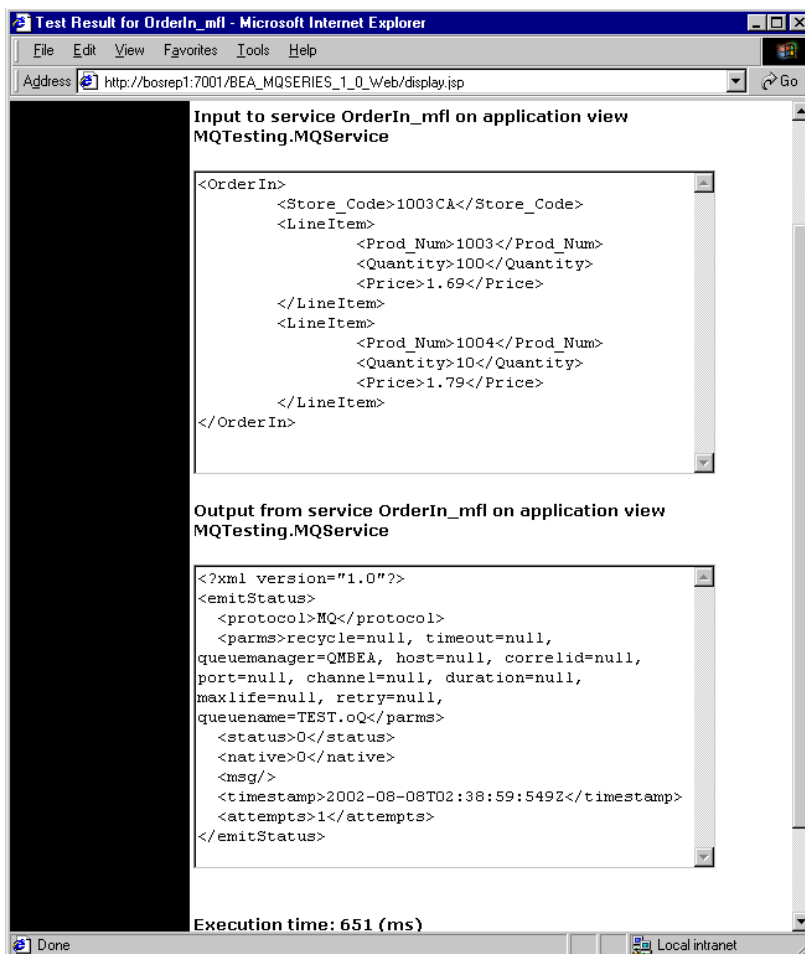 Test Result for OrderIn_mfl - Microsoft Internet Explorer
File Edit View Favorites Tools Help
Address http://bosrep1:7001/BEA_MQSERIES_1_0_Web/display.jsp Go
Input to service OrderIn_mfl on application view
MQTesting.MQService
<OrderIn>
<Store_Code>1003CA</Store_Code>
<LineItem>
<Prod_Num>1003</Prod_Num>
<Quantity>100</Quantity>
<Price>1.69</Price>
</LineItem>
<LineItem>
<Prod_Num>1004</Prod_Num>
<Quantity>10</Quantity>
<Price>1.79</Price>
</LineItem>
</OrderIn>
Output from service OrderIn_mfl on application view
MQTesting.MQService
<?xml version="1.0"?>
<emitStatus>
<protocol>MQ</protocol>
<parms>recycle=null, timeout=null,
queuemanager=QMBEA, host=null, correlid=null,
port=null, channel=null, duration=null,
maxlife=null, retry=null,
queuename=TEST.oQ</parms>
<status>0</status>
<native>0</native>
<msg/>
<timestamp>2002-08-08T02:38:59:549Z</timestamp>
<attempts>1</attempts>
</emitStatus>
Execution time: 651 (ms)
Done Local intranet